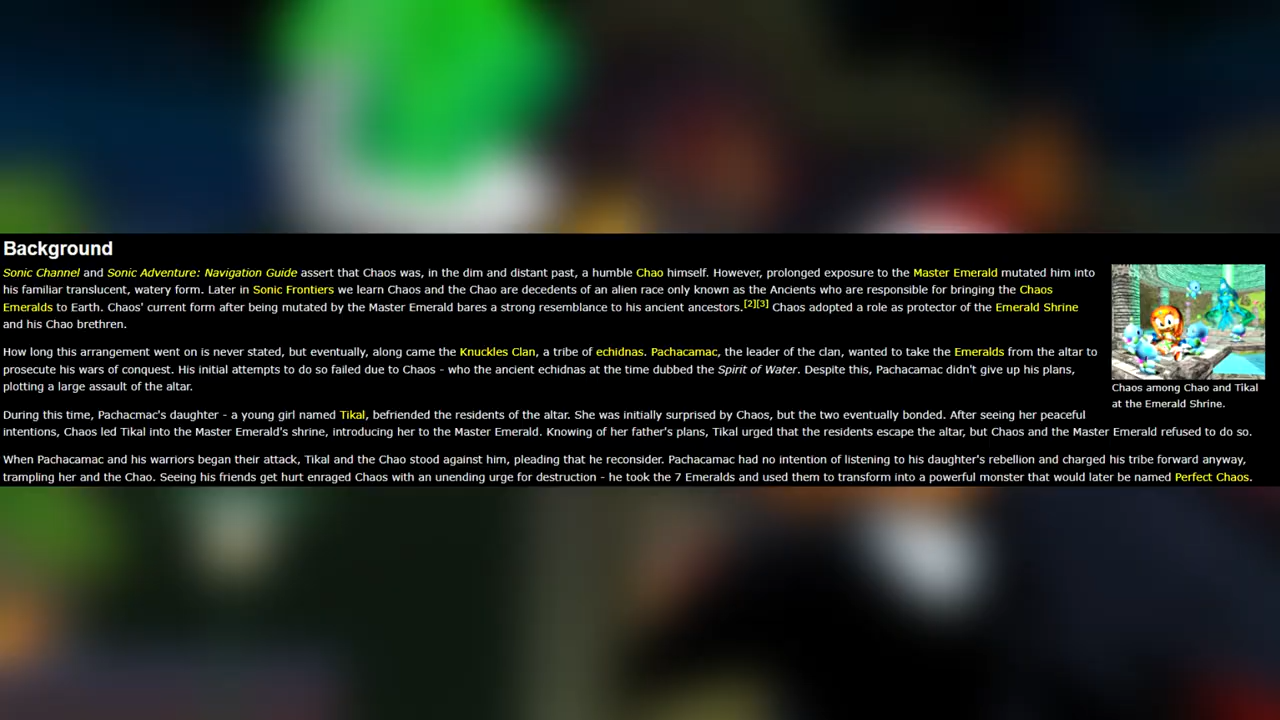 Background
Sonic Channel and Sonic Adventure: Navigation Guide assert that Chaos was, in the dim and distant past, a humble Chao himself. However, prolonged exposure to the Master Emerald mutated him into
his familiar translucent, watery form. Later in Sonic Frontiers we learn Chaos and the Chao are decedents of an alien race only known as the Ancients who are responsible for bringing the Chaos
Emeralds to Earth. Chaos' current form after being mutated by the Master Emerald bares a strong resemblance to his ancient ancestors.[2][3] Chaos adopted a role as protector of the Emerald Shrine
and his Chao brethren.
How long this arrangement went on is never stated, but eventually, along came the Knuckles Clan, a tribe of echidnas. Pachacamac, the leader of the clan, wanted to take the Emeralds from the altar to
prosecute his wars of conquest. His initial attempts to do so failed due to Chaos - who the ancient echidnas at the time dubbed the Spirit of Water. Despite this, Pachacamac didn't give up his plans,
plotting a large assault of the altar.
Chaos among Chao and Tikal
at the Emerald Shrine.
During this time, Pachacmac's daughter - a young girl named Tikal, befriended the residents of the altar. She was initially surprised by Chaos, but the two eventually bonded. After seeing her peaceful
intentions, Chaos led Tikal into the Master Emerald's shrine, introducing her to the Master Emerald. Knowing of her father's plans, Tikal urged that the residents escape the altar, but Chaos and the Master Emerald refused to do so.
When Pachacamac and his warriors began their attack, Tikal and the Chao stood against him, pleading that he reconsider. Pachacamac had no intention of listening to his daughter's rebellion and charged his tribe forward anyway,
trampling her and the Chao. Seeing his friends get hurt enraged Chaos with an unending urge for destruction - he took the 7 Emeralds and used them to transform into a powerful monster that would later be named Perfect Chaos.